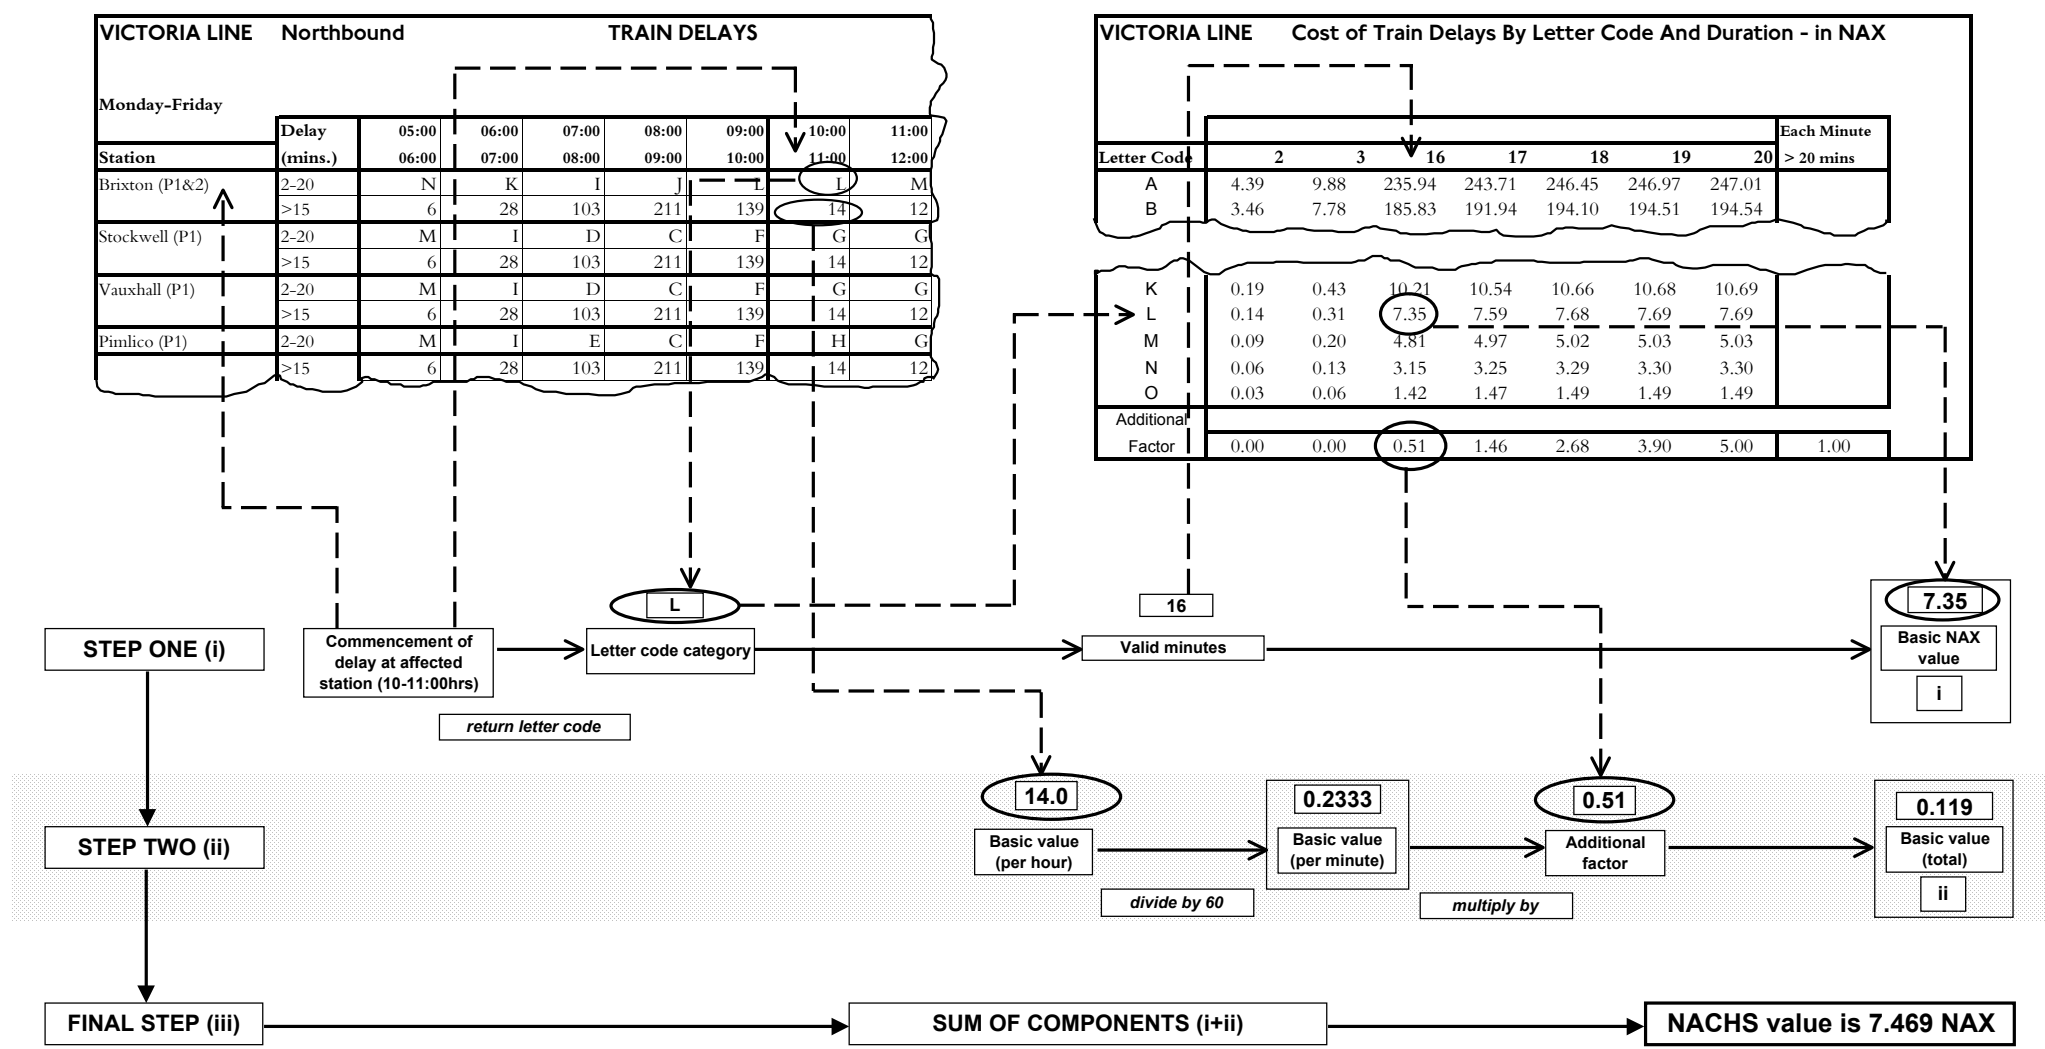 VICTORIA LINE Northbound TRAIN DELAYS
Monday-Friday
Delay 05:00 06:00 07:00 08:00 09:00 10:00 11:00
Station (mins.) 06:00 07:00 08:00 09:00 10:00 11:00 12:00
Brixton (P1&2) 2-20 N K I J L L M
>15 6 28 103 211 139 14 12
Stockwell (P1) 2-20 M I D C F G G
>15 6 28 103 211 139 14 12
Vauxhall (P1) 2-20 M I D C F G G
>15 6 28 103 211 139 14 12
Pimlico (P1) 2-20 M I E C F H G
>15 6 28 103 211 139 14 12
VICTORIA LINE Cost of Train Delays By Letter Code And Duration - in NAX
Each Minute
Letter Code 2 3 16 17 18 19 20 > 20 mins
A 4.39 9.88 235.94 243.71 246.45 246.97 247.01
B 3.46 7.78 185.83 191.94 194.10 194.51 194.54
K 0.19 0.43 10.21 10.54 10.66 10.68 10.69
L 0.14 0.31 7.35 7.59 7.68 7.69 7.69
M 0.09 0.20 4.81 4.97 5.02 5.03 5.03
N 0.06 0.13 3.15 3.25 3.29 3.30 3.30
O 0.03 0.06 1.42 1.47 1.49 1.49 1.49
Additional
Factor 0.00 0.00 0.51 1.46 2.68 3.90 5.00 1.00
STEP ONE (i)
Commencement of
delay at affected
station (10-11:00hrs)
return letter code
L
Letter code category
16
Valid minutes
7.35
Basic NAX
value
i
STEP TWO (ii)
14.0
Basic value
(per hour)
divide by 60
0.2333
Basic value
(per minute)
multiply by
0.51
Additional
factor
0.119
Basic value
(total)
ii
FINAL STEP (iii)
SUM OF COMPONENTS (i+ii)
NACHS value is 7.469 NAX